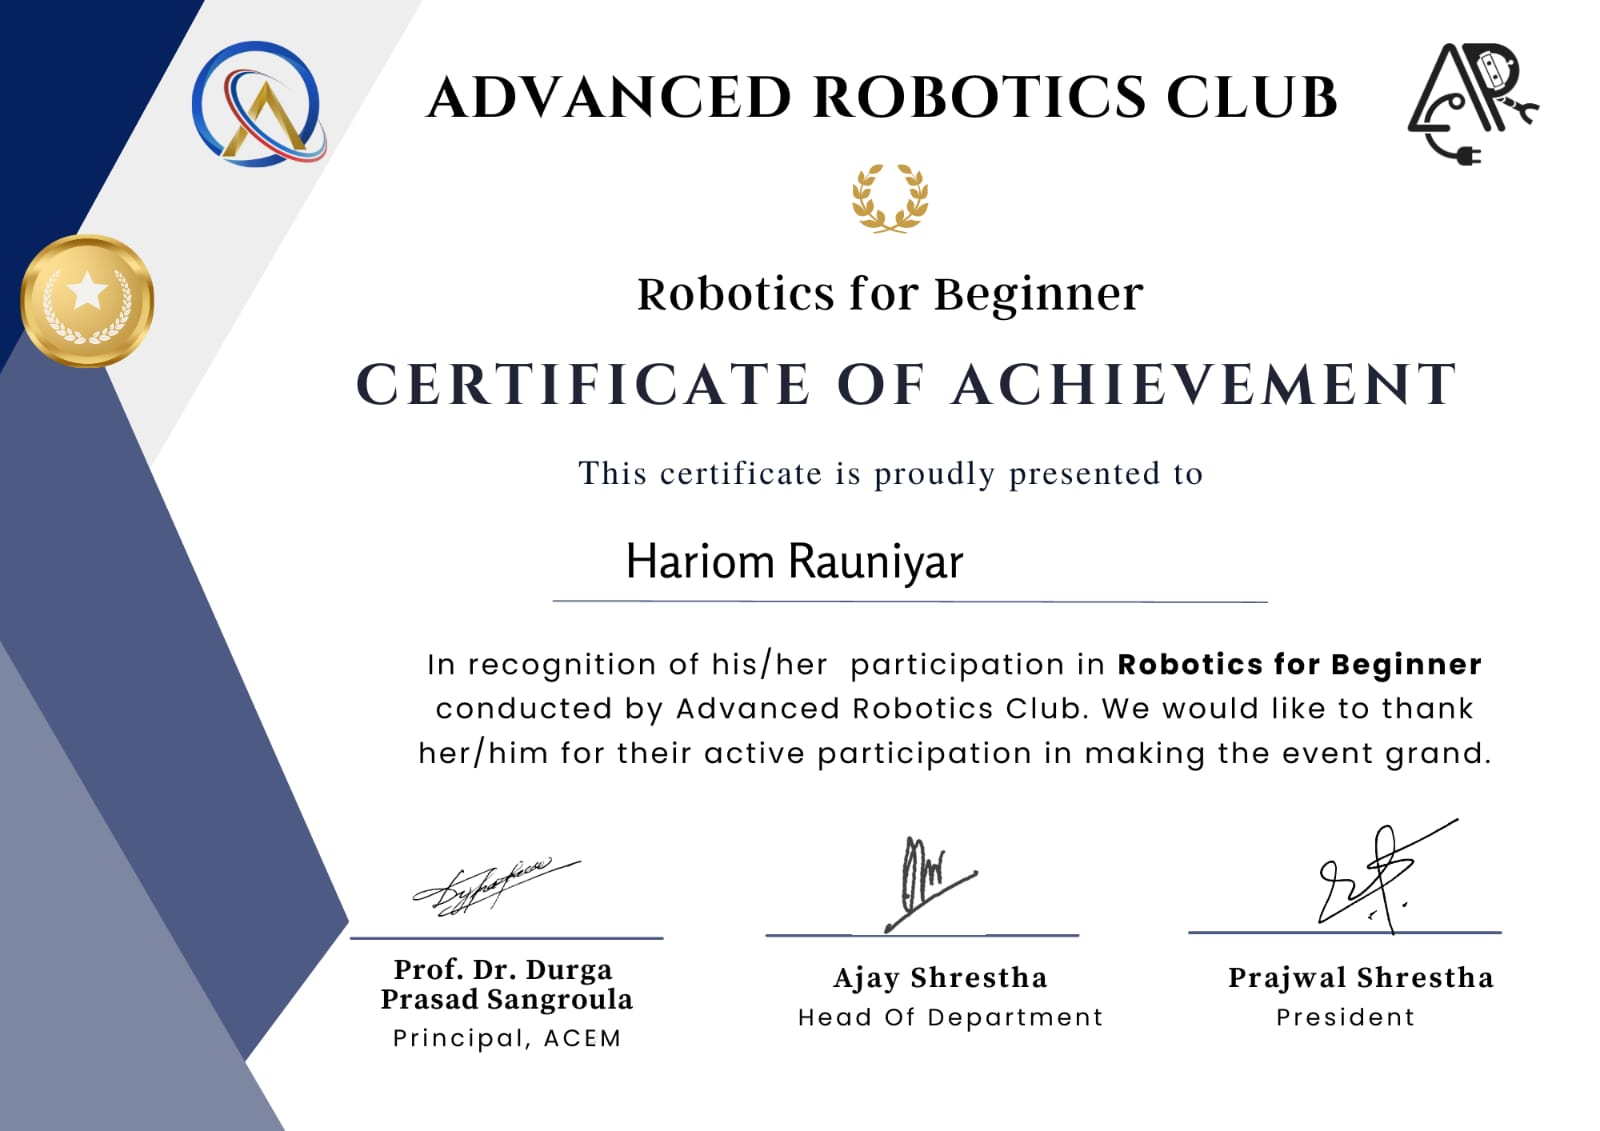 ADVANCED ROBOTICS CLUB
Robotics for Beginner
CERTIFICATE OF ACHIEVEMENT
This certificate is proudly presented to
Hariom Rauniyar
In recognition of his/her participation in Robotics for Beginner
conducted by Advanced Robotics Club. We would like to thank
her/him for their active participation in making the event grand.
Prof. Dr. Durga
Prasad Sangroula
Principal, ACEM
Ajay Shrestha
Head Of Department
Prajwal Shrestha
President